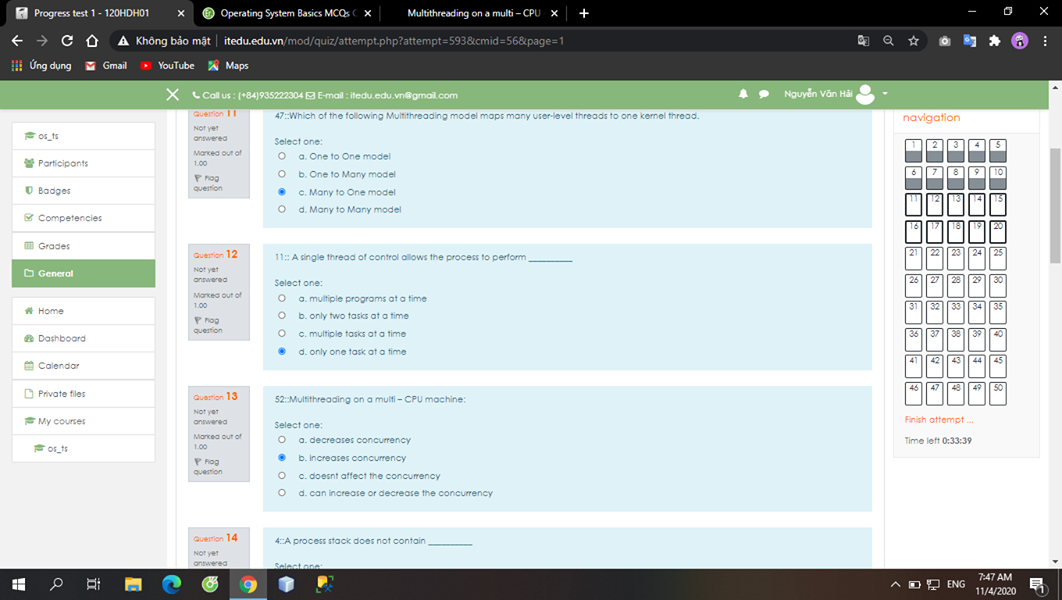 Progress test 1 - 120HDH01
Operating System Basics MCQs
Multithreading on a multi – CPU
Không bảo mật
itedu.edu.vn/mod/quiz/attempt.php?attempt=593&cmid=56&page=1
Ứng dụng
Gmail
YouTube
Maps
Call us : (+84)935222304
E-mail : itedu.edu.vn@gmail.com
Nguyễn Văn Hải
os_ts
Participants
Badges
Competencies
Grades
General
Home
Dashboard
Calendar
Private files
My courses
os_ts
Question 11
Not yet
answered
Marked out of
1.00
Flag
question
47::Which of the following Multithreading model maps many user-level threads to one kernel thread.
Select one:
a. One to One model
b. One to Many model
c. Many to One model
d. Many to Many model
Question 12
Not yet
answered
Marked out of
1.00
Flag
question
11:: A single thread of control allows the process to perform __________
Select one:
a. multiple programs at a time
b. only two tasks at a time
c. multiple tasks at a time
d. only one task at a time
Question 13
Not yet
answered
Marked out of
1.00
Flag
question
52::Multithreading on a multi – CPU machine:
Select one:
a. decreases concurrency
b. increases concurrency
c. doesnt affect the concurrency
d. can increase or decrease the concurrency
Question 14
Not yet
answered
4::A process stack does not contain __________
Select one:
navigation
1 2 3 4 5
6 7 8 9 10
11 12 13 14 15
16 17 18 19 20
21 22 23 24 25
26 27 28 29 30
31 32 33 34 35
36 37 38 39 40
41 42 43 44 45
46 47 48 49 50
Finish attempt ...
Time left 0:33:39
ENG
7:47 AM
11/4/2020
1